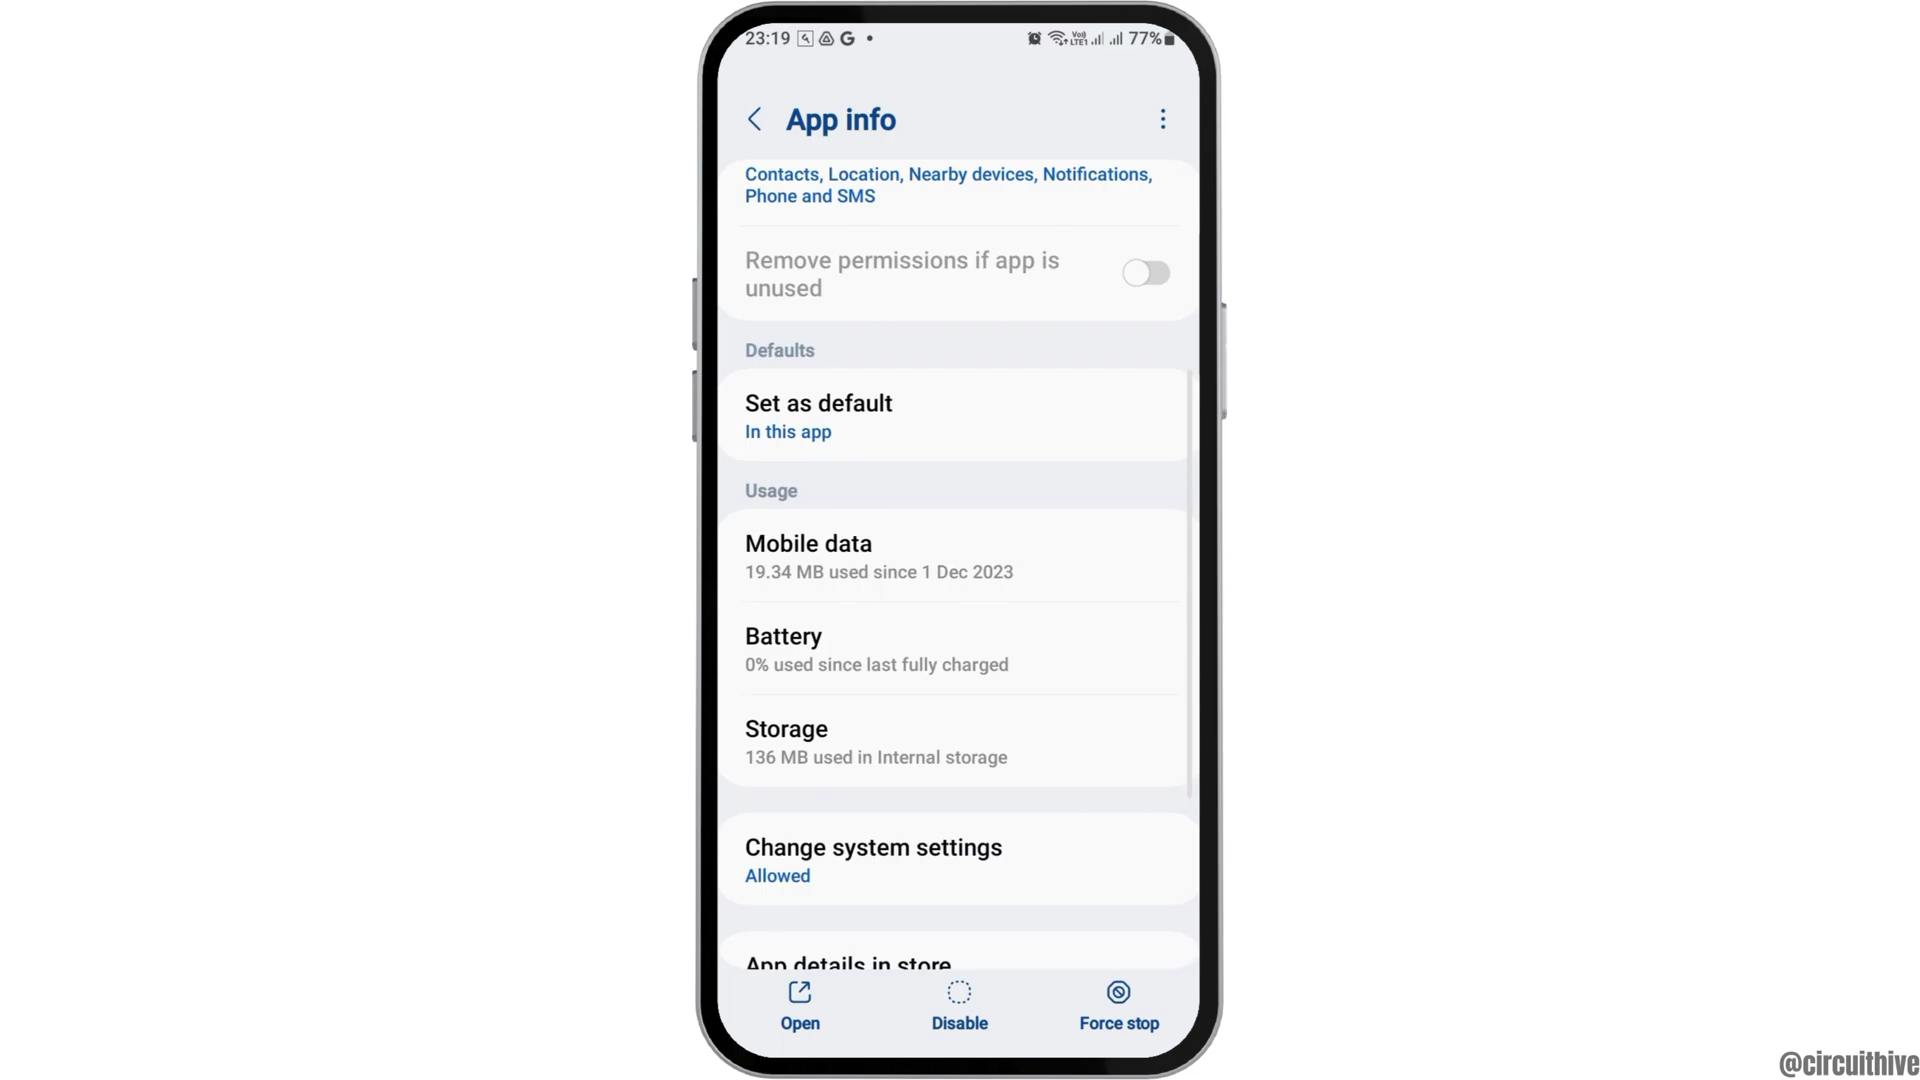 23:19 G • Vo) LTE1 77%
App info
Contacts, Location, Nearby devices, Notifications,
Phone and SMS
Remove permissions if app is
unused
Defaults
Set as default
In this app
Usage
Mobile data
19.34 MB used since 1 Dec 2023
Battery
0% used since last fully charged
Storage
136 MB used in Internal storage
Change system settings
Allowed
App details in store
Open Disable Force stop
@circuithive